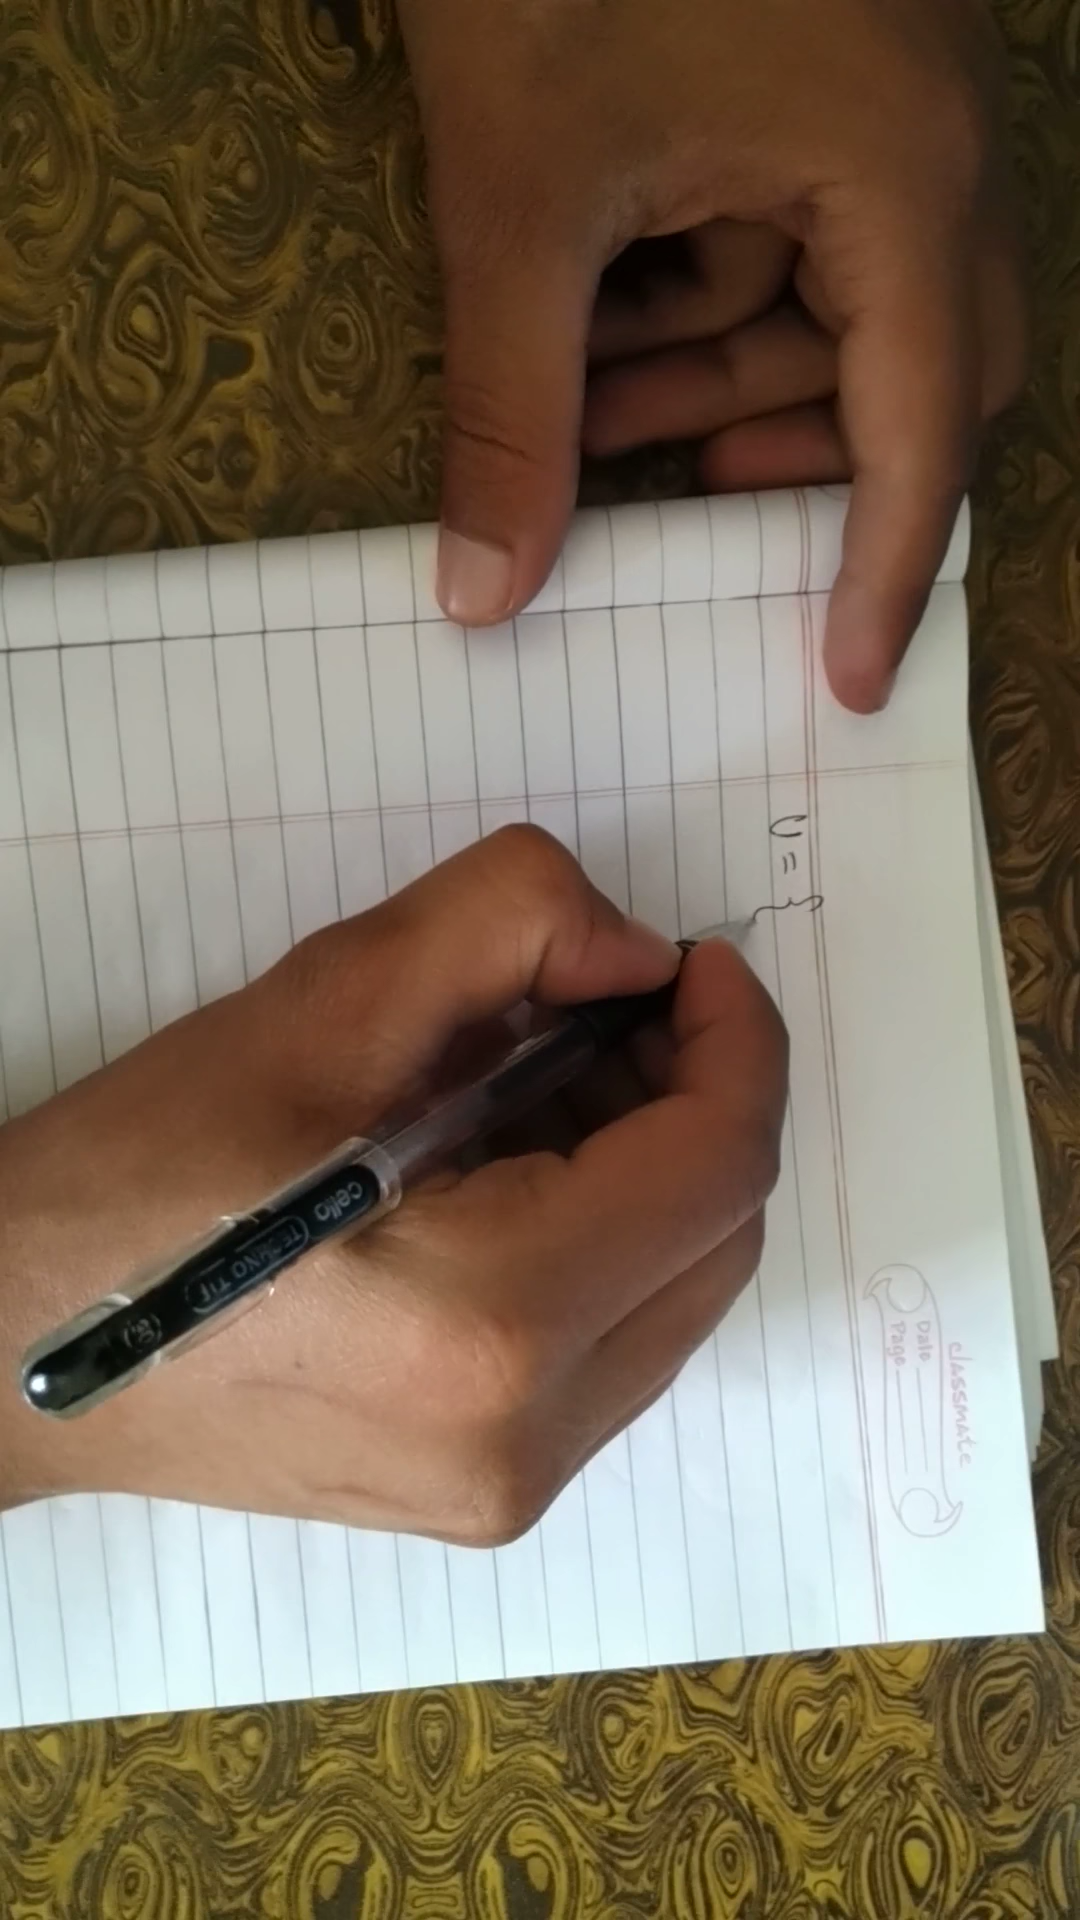 classmate
Date
Page
U = {
cello
TECHNO TIP